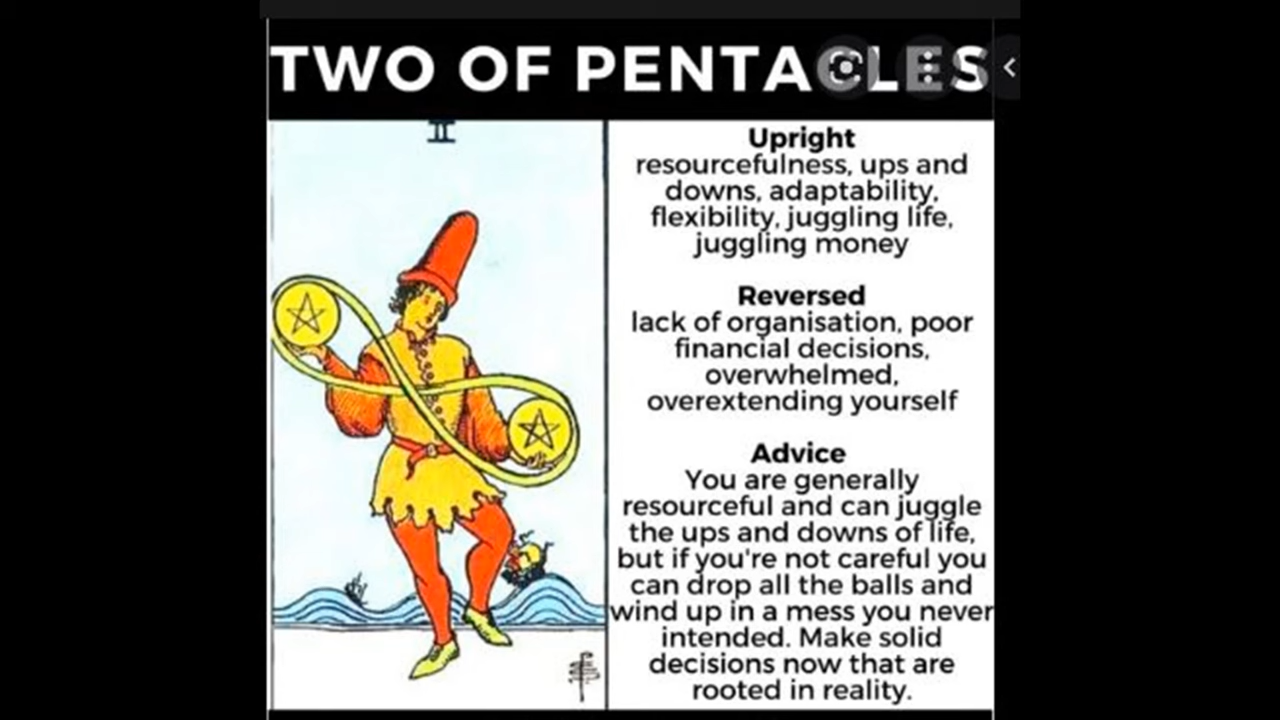 TWO OF PENTACLES
II
Upright
resourcefulness, ups and
downs, adaptability,
flexibility, juggling life,
juggling money
Reversed
lack of organisation, poor
financial decisions,
overwhelmed,
overextending yourself
Advice
You are generally
resourceful and can juggle
the ups and downs of life,
but if you're not careful you
can drop all the balls and
wind up in a mess you never
intended. Make solid
decisions now that are
rooted in reality.